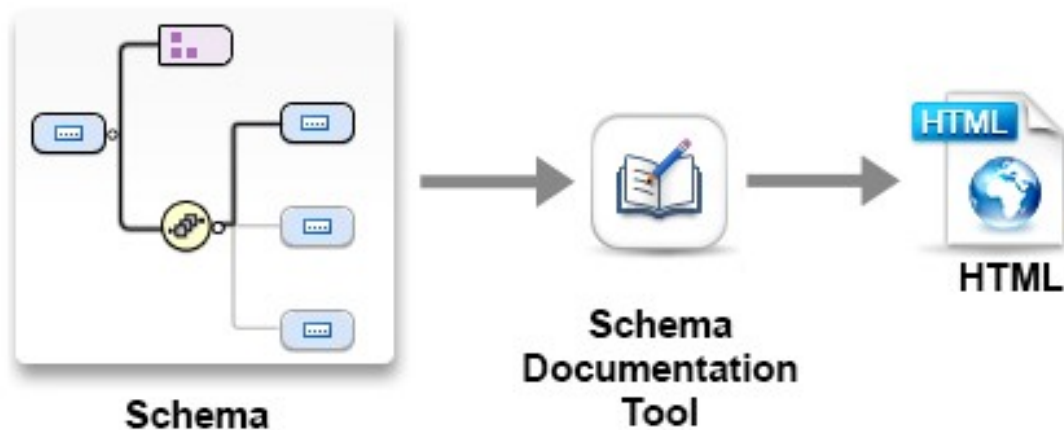 HTML
HTML
Schema
Documentation
Tool
Schema